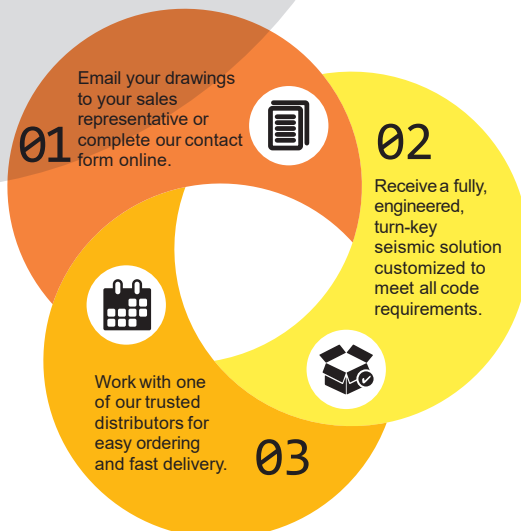 01
Email your drawings
to your sales
representative or
complete our contact
form online.
02
Receive a fully,
engineered,
turn-key
seismic solution
customized to
meet all code
requirements.
03
Work with one
of our trusted
distributors for
easy ordering
and fast delivery.